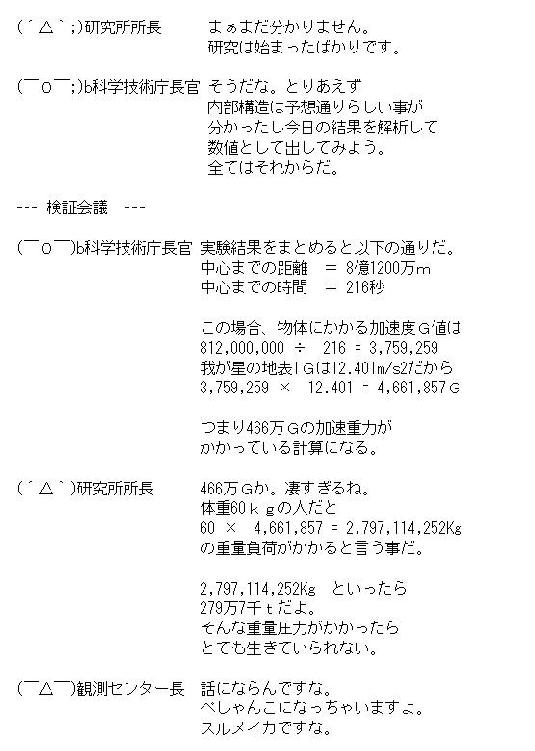 (´△｀;)研究所所長　　まぁまだ分かりません。
研究は始まったばかりです。
(￣０￣;)b科学技術庁長官 そうだな。とりあえず
内部構造は予想通りらしい事が
分かったし今日の結果を解析して
数値として出してみよう。
全てはそれからだ。
--- 検証会議 ---
(￣０￣)b科学技術庁長官 実験結果をまとめると以下の通りだ。
中心までの距離　＝ 8億1200万ｍ
中心までの時間　＝ 216秒
この場合、物体にかかる加速度Ｇ値は
812,000,000 ÷ 216 = 3,759,259
我が星の地表1Ｇは12.401m/s2だから
3,759,259 × 12.401 = 4,661,857Ｇ
つまり466万Ｇの加速重力が
かかっている計算になる。
(´△｀)研究所所長　　466万Ｇか。凄すぎるね。
体重60ｋｇの人だと
60 × 4,661,857 = 2.797,114,252Kg
の重量負荷がかかると言う事だ。
2,797,114,252Kg　といったら
279万7千ｔだよ。
そんな重量圧力がかかったら
とても生きていられない。
(￣△￣)観測センター長　話にならんですな。
ぺしゃんこになっちゃいますよ。
スルメイカですな。